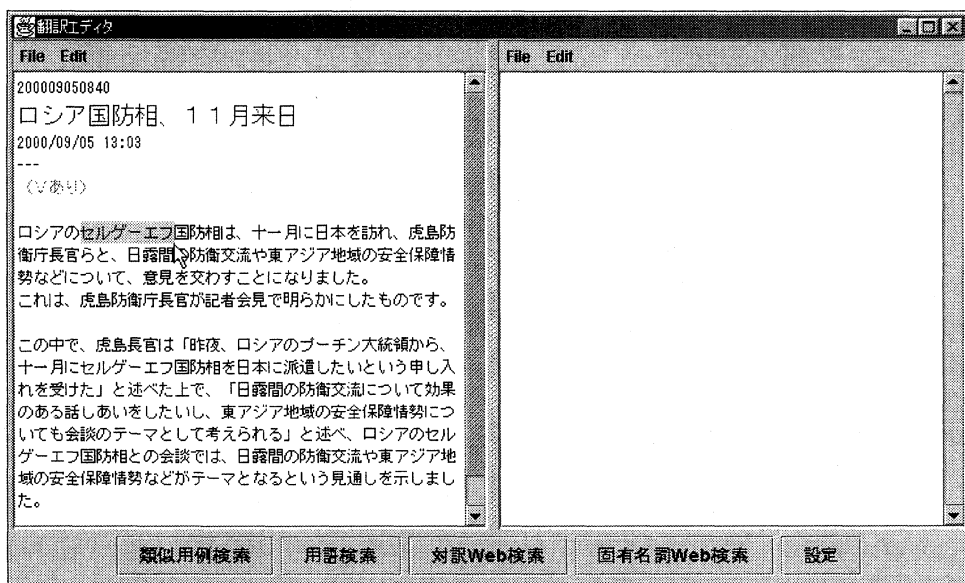 翻訳エディタ
File Edit
File Edit
200009050840
ロシア国防相、１１月来日
2000/09/05 13:03
---
（Ｖあり）
ロシアのセルゲーエフ国防相は、十一月に日本を訪れ、虎島防
衛庁長官らと、日露間の防衛交流や東アジア地域の安全保障情
勢などについて、意見を交わすことになりました。
これは、虎島防衛庁長官が記者会見で明らかにしたものです。
この中で、虎島長官は「昨夜、ロシアのプーチン大統領から、
十一月にセルゲーエフ国防相を日本に派遣したいという申し入
れを受けた」と述べた上で、「日露間の防衛交流について効果
のある話しあいをしたいし、東アジア地域の安全保障情勢につ
いても会談のテーマとして考えられる」と述べ、ロシアのセル
ゲーエフ国防相との会談では、日露間の防衛交流や東アジア地
域の安全保障情勢などがテーマとなるという見通しを示しまし
た。
類似用例検索 用語検索 対訳Web検索 固有名詞Web検索 設定